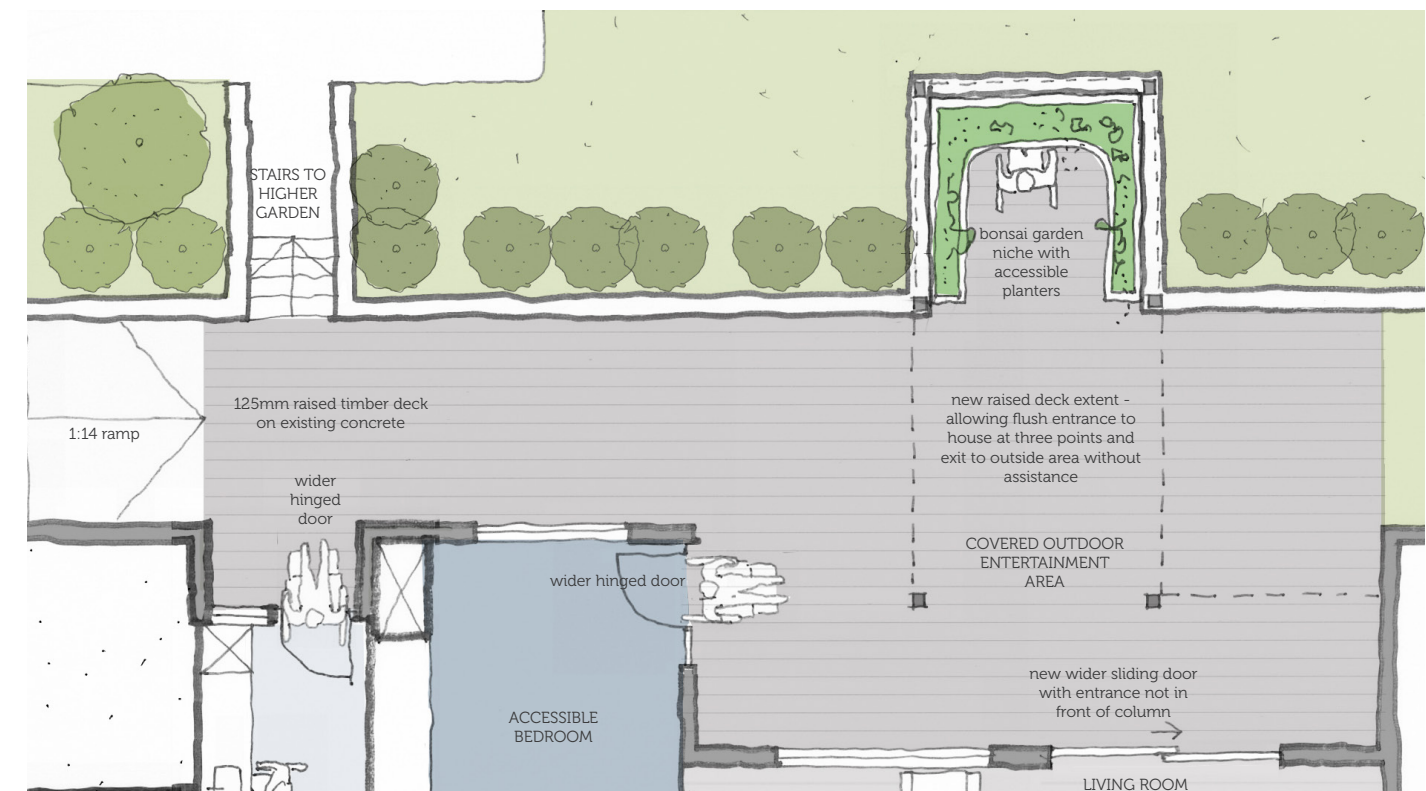 STAIRS TO
HIGHER
GARDEN
bonsai garden
niche with
accessible
planters
1:14 ramp
125mm raised timber deck
on existing concrete
new raised deck extent -
allowing flush entrance to
house at three points and
exit to outside area without
assistance
wider
hinged
door
wider hinged door
COVERED OUTDOOR
ENTERTAINMENT
AREA
new wider sliding door
with entrance not in
front of column
ACCESSIBLE
BEDROOM
LIVING ROOM